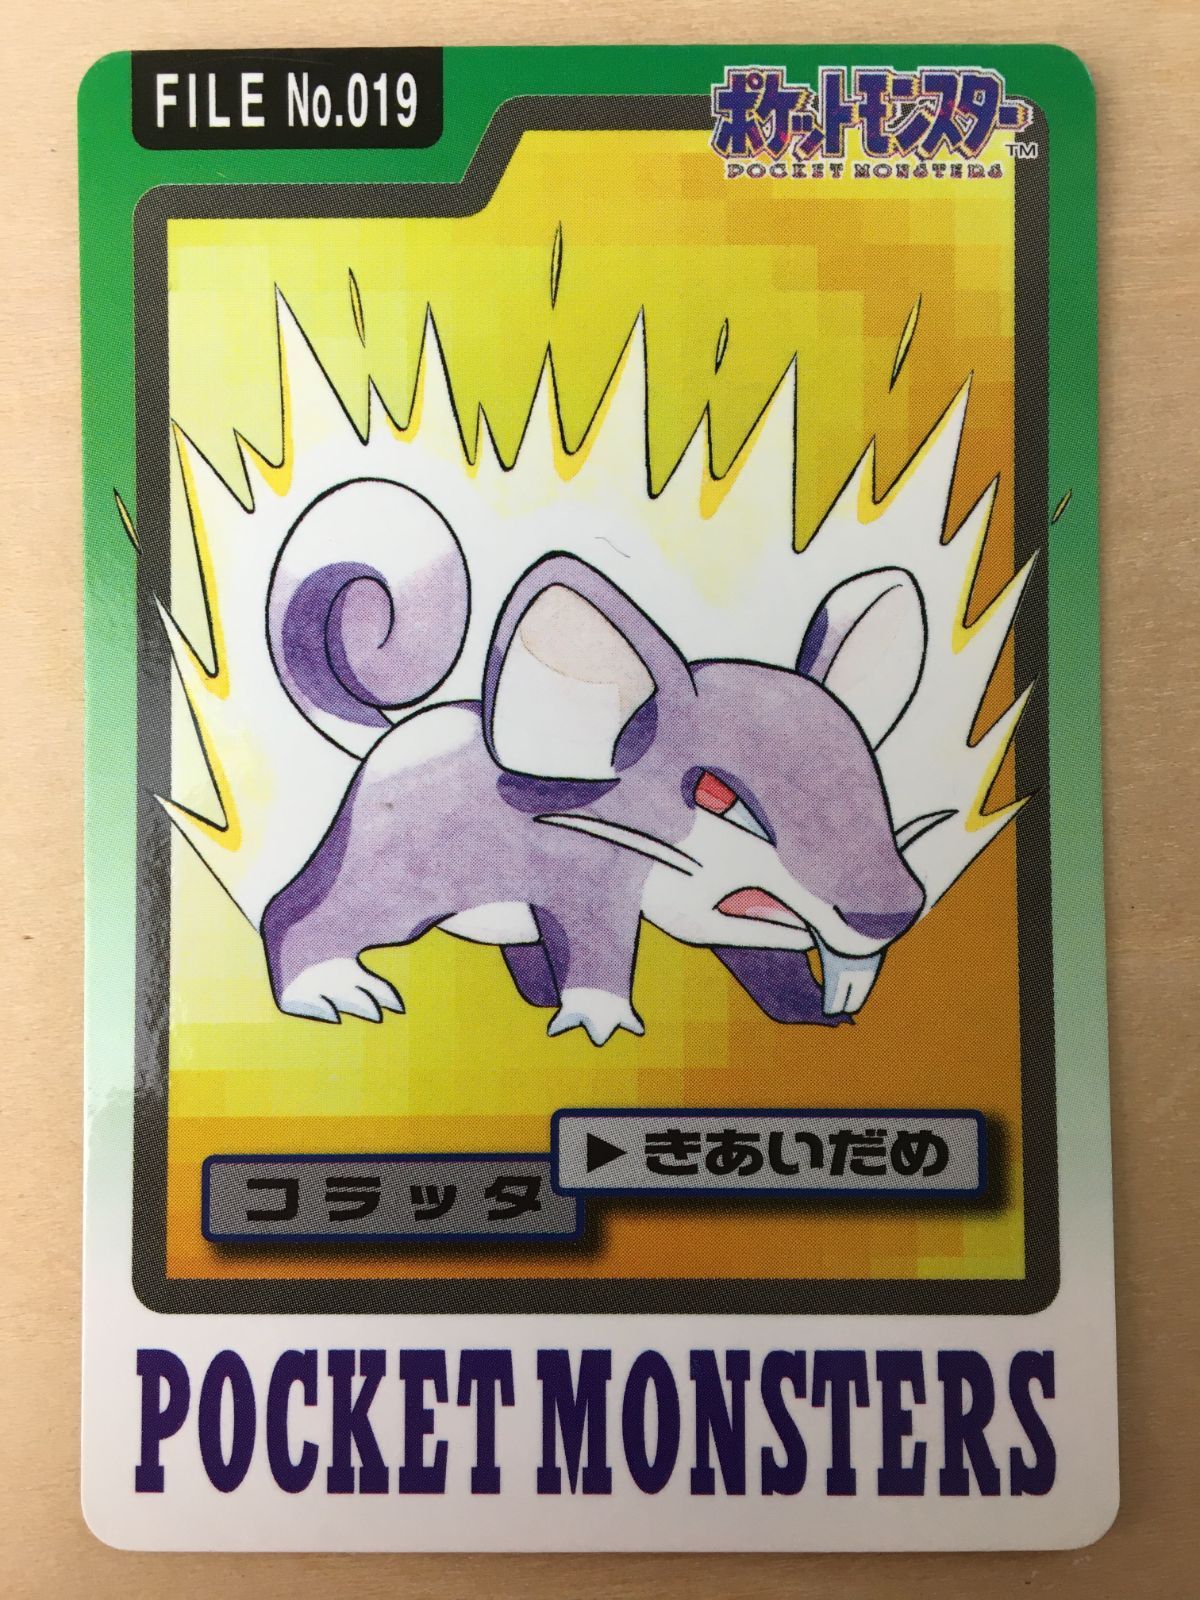 FILE No.019
ポケットモンスター TM
POCKET MONSTERS
▶きあいだめ
コラッタ
POCKET MONSTERS